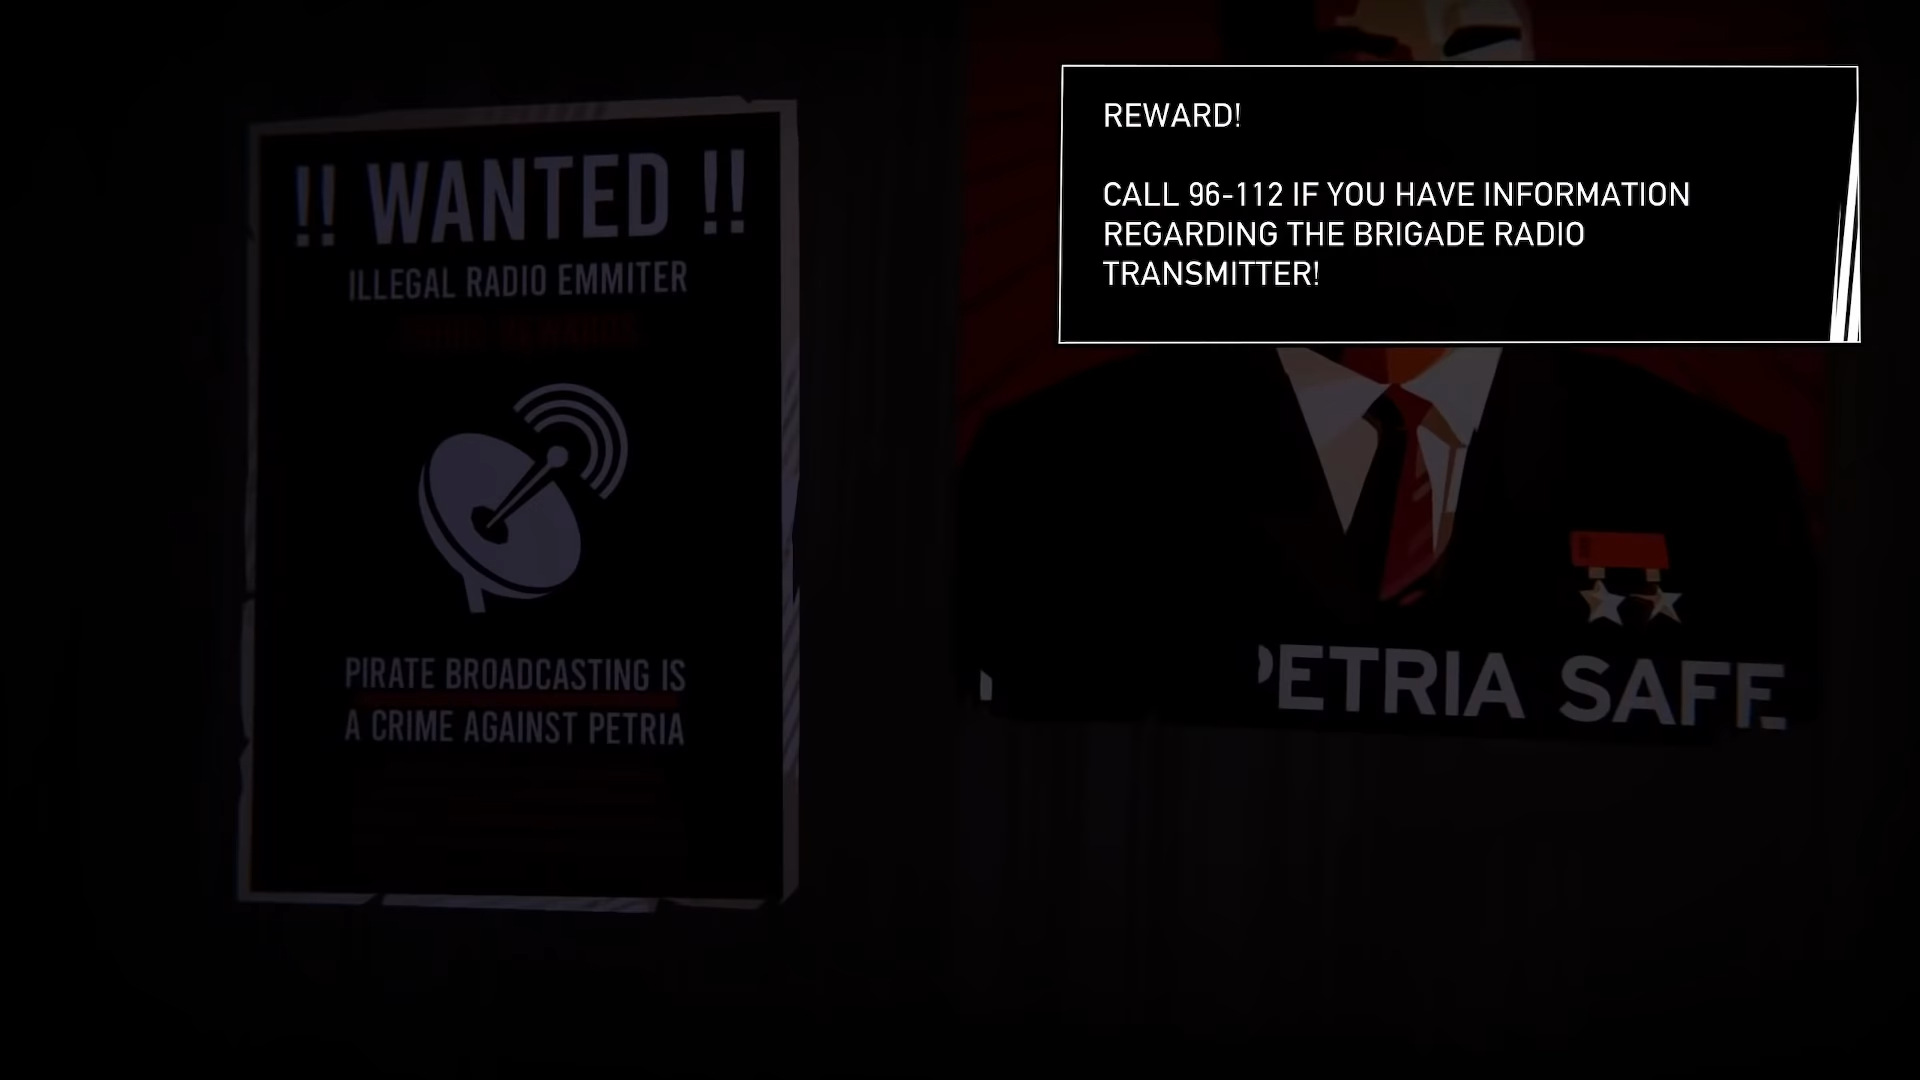 !! WANTED !!
ILLEGAL RADIO EMMITER
PIRATE BROADCASTING IS
A CRIME AGAINST PETRIA
REWARD!
CALL 96-112 IF YOU HAVE INFORMATION
REGARDING THE BRIGADE RADIO
TRANSMITTER!
PETRIA SAFE